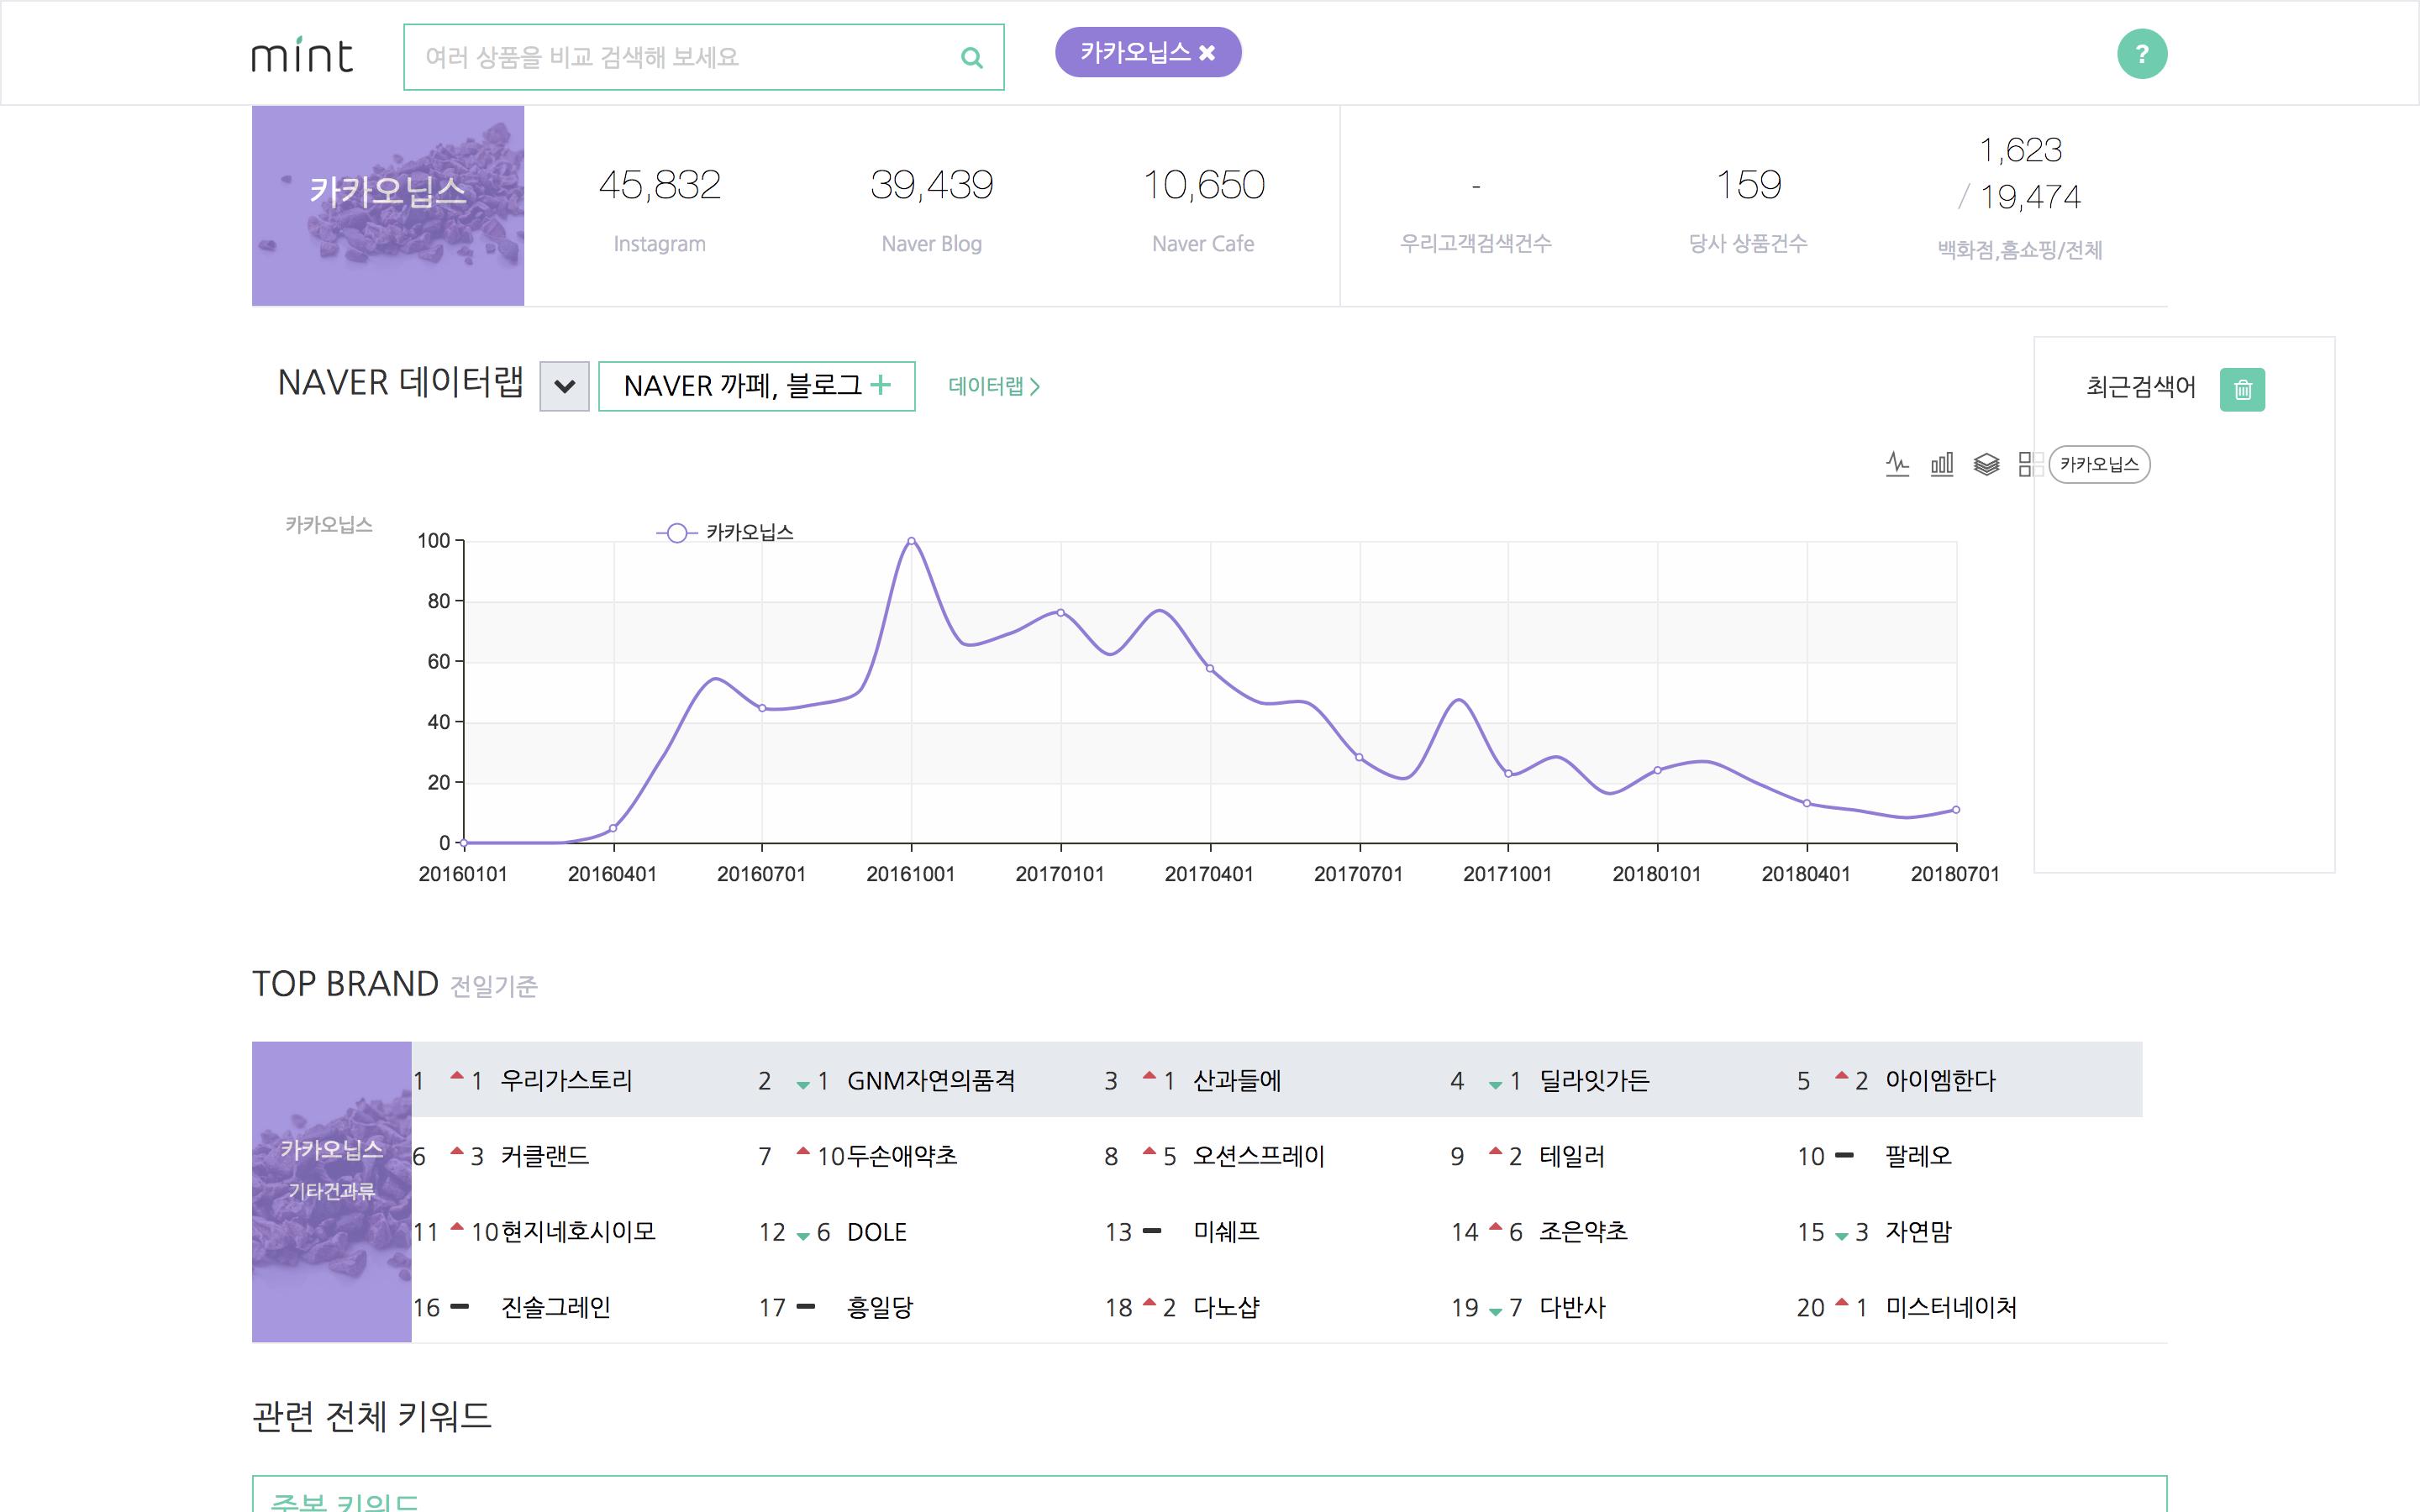 mint
여러 상품을 비교 검색해 보세요
카카오닙스 ✖
?
카카오닙스
45,832
Instagram
39,439
Naver Blog
10,650
Naver Cafe
-
우리고객검색건수
159
당사 상품건수
1,623
/ 19,474
백화점,홈쇼핑/전체
NAVER 데이터랩
NAVER 까페, 블로그 +
데이터랩 >
최근검색어
카카오닙스
카카오닙스
카카오닙스
100
80
60
40
20
0
20160101 20160401 20160701 20161001 20170101 20170401 20170701 20171001 20180101 20180401 20180701
TOP BRAND 전일기준
카카오닙스
기타건과류
1 ▲ 1 우리가스토리 2 ▼ 1 GNM자연의품격 3 ▲ 1 산과들에 4 ▼ 1 딜라잇가든 5 ▲ 2 아이엠한다
6 ▲ 3 커클랜드 7 ▲ 10 두손애약초 8 ▲ 5 오션스프레이 9 ▲ 2 테일러 10 - 팔레오
11 ▲ 10 현지네호시이모 12 ▼ 6 DOLE 13 - 미쉐프 14 ▲ 6 조은약초 15 ▼ 3 자연맘
16 - 진솔그레인 17 - 흥일당 18 ▲ 2 다노샵 19 ▼ 7 다반사 20 ▲ 1 미스터네이처
관련 전체 키워드
중복 키워드